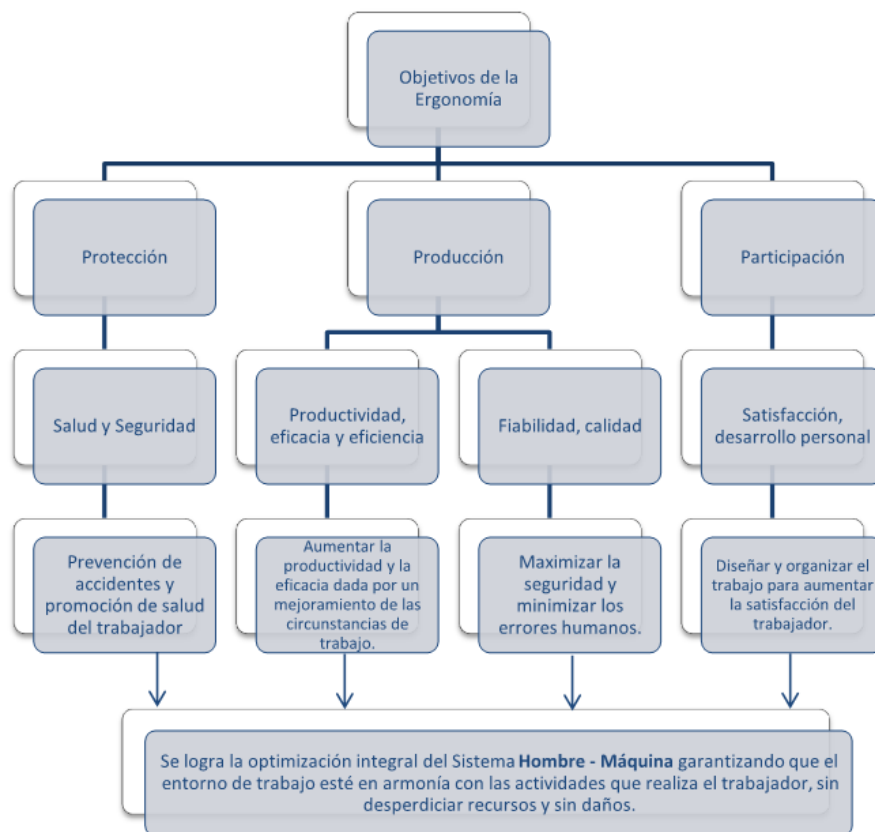 Objetivos de la
Ergonomía
Protección
Producción
Participación
Salud y Seguridad
Productividad,
eficacia y eficiencia
Fiabilidad, calidad
Satisfacción,
desarrollo personal
Prevención de
accidentes y
promoción de salud
del trabajador
Aumentar la
productividad y la
eficacia dada por un
mejoramiento de las
circunstancias de
trabajo.
Maximizar la
seguridad y
minimizar los
errores humanos.
Diseñar y organizar el
trabajo para aumentar
la satisfacción del
trabajador.
Se logra la optimización integral del Sistema Hombre - Máquina garantizando que el
entorno de trabajo esté en armonía con las actividades que realiza el trabajador, sin
desperdiciar recursos y sin daños.